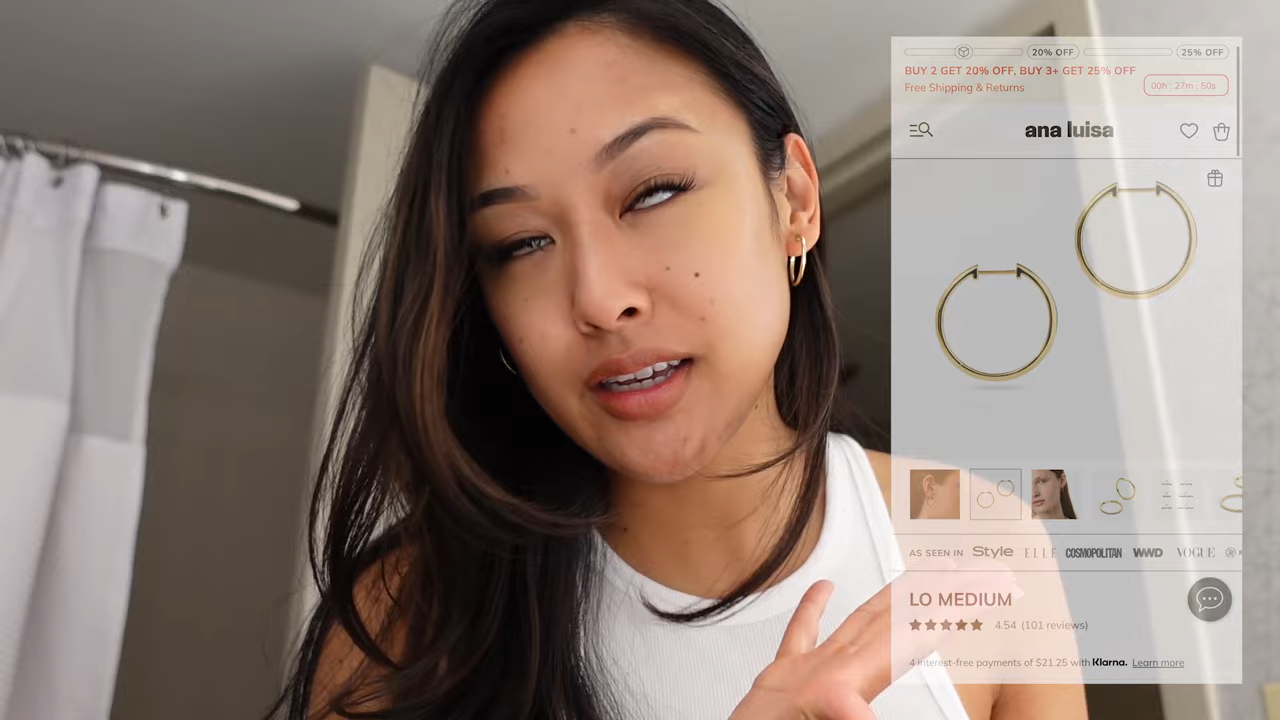 20% OFF 25% OFF
BUY 2 GET 20% OFF, BUY 3+ GET 25% OFF
Free Shipping & Returns
00h : 27m : 50s
ana luisa
AS SEEN IN Style ELLE COSMOPOLITAN WWD VOGUE
LO MEDIUM
4.54 (101 reviews)
4 interest-free payments of $21.25 with Klarna. Learn more